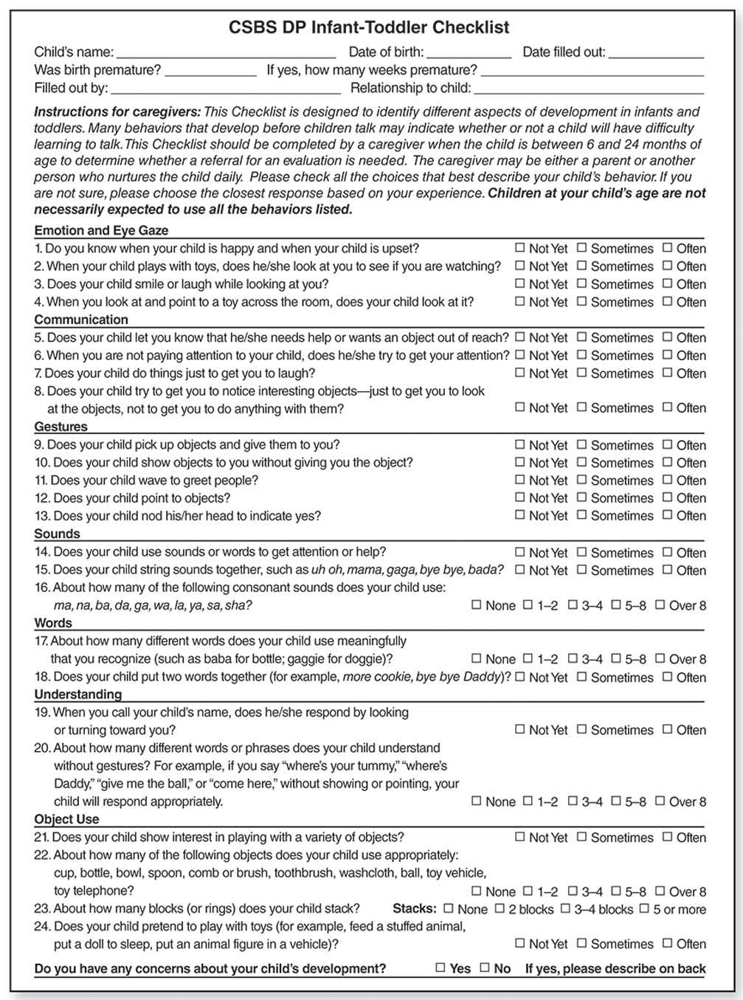 CSBS DP Infant-Toddler Checklist
Child's name: Date of birth: Date filled out:
Was birth premature? If yes, how many weeks premature?
Filled out by: Relationship to child:
Instructions for caregivers: This Checklist is designed to identify different aspects of development in infants and
toddlers. Many behaviors that develop before children talk may indicate whether or not a child will have difficulty
learning to talk. This Checklist should be completed by a caregiver when the child is between 6 and 24 months of
age to determine whether a referral for an evaluation is needed. The caregiver may be either a parent or another
person who nurtures the child daily. Please check all the choices that best describe your child's behavior. If you
are not sure, please choose the closest response based on your experience. Children at your child's age are not
necessarily expected to use all the behaviors listed.
Emotion and Eye Gaze
1. Do you know when your child is happy and when your child is upset? ☐ Not Yet ☐ Sometimes ☐ Often
2. When your child plays with toys, does he/she look at you to see if you are watching? ☐ Not Yet ☐ Sometimes ☐ Often
3. Does your child smile or laugh while looking at you? ☐ Not Yet ☐ Sometimes ☐ Often
4. When you look at and point to a toy across the room, does your child look at it? ☐ Not Yet ☐ Sometimes ☐ Often
Communication
5. Does your child let you know that he/she needs help or wants an object out of reach? ☐ Not Yet ☐ Sometimes ☐ Often
6. When you are not paying attention to your child, does he/she try to get your attention? ☐ Not Yet ☐ Sometimes ☐ Often
7. Does your child do things just to get you to laugh? ☐ Not Yet ☐ Sometimes ☐ Often
8. Does your child try to get you to notice interesting objects—just to get you to look
at the objects, not to get you to do anything with them? ☐ Not Yet ☐ Sometimes ☐ Often
Gestures
9. Does your child pick up objects and give them to you? ☐ Not Yet ☐ Sometimes ☐ Often
10. Does your child show objects to you without giving you the object? ☐ Not Yet ☐ Sometimes ☐ Often
11. Does your child wave to greet people? ☐ Not Yet ☐ Sometimes ☐ Often
12. Does your child point to objects? ☐ Not Yet ☐ Sometimes ☐ Often
13. Does your child nod his/her head to indicate yes? ☐ Not Yet ☐ Sometimes ☐ Often
Sounds
14. Does your child use sounds or words to get attention or help? ☐ Not Yet ☐ Sometimes ☐ Often
15. Does your child string sounds together, such as uh oh, mama, gaga, bye bye, bada? ☐ Not Yet ☐ Sometimes ☐ Often
16. About how many of the following consonant sounds does your child use:
ma, na, ba, da, ga, wa, la, ya, sa, sha? ☐ None ☐ 1–2 ☐ 3–4 ☐ 5–8 ☐ Over 8
Words
17. About how many different words does your child use meaningfully
that you recognize (such as baba for bottle; gaggie for doggie)? ☐ None ☐ 1–2 ☐ 3–4 ☐ 5–8 ☐ Over 8
18. Does your child put two words together (for example, more cookie, bye bye Daddy)? ☐ Not Yet ☐ Sometimes ☐ Often
Understanding
19. When you call your child's name, does he/she respond by looking
or turning toward you? ☐ Not Yet ☐ Sometimes ☐ Often
20. About how many different words or phrases does your child understand
without gestures? For example, if you say "where's your tummy," "where's
Daddy," "give me the ball," or "come here," without showing or pointing, your
child will respond appropriately. ☐ None ☐ 1–2 ☐ 3–4 ☐ 5–8 ☐ Over 8
Object Use
21. Does your child show interest in playing with a variety of objects? ☐ Not Yet ☐ Sometimes ☐ Often
22. About how many of the following objects does your child use appropriately:
cup, bottle, bowl, spoon, comb or brush, toothbrush, washcloth, ball, toy vehicle,
toy telephone? ☐ None ☐ 1–2 ☐ 3–4 ☐ 5–8 ☐ Over 8
23. About how many blocks (or rings) does your child stack? Stacks: ☐ None ☐ 2 blocks ☐ 3–4 blocks ☐ 5 or more
24. Does your child pretend to play with toys (for example, feed a stuffed animal,
put a doll to sleep, put an animal figure in a vehicle)? ☐ Not Yet ☐ Sometimes ☐ Often
Do you have any concerns about your child's development? ☐ Yes ☐ No If yes, please describe on back